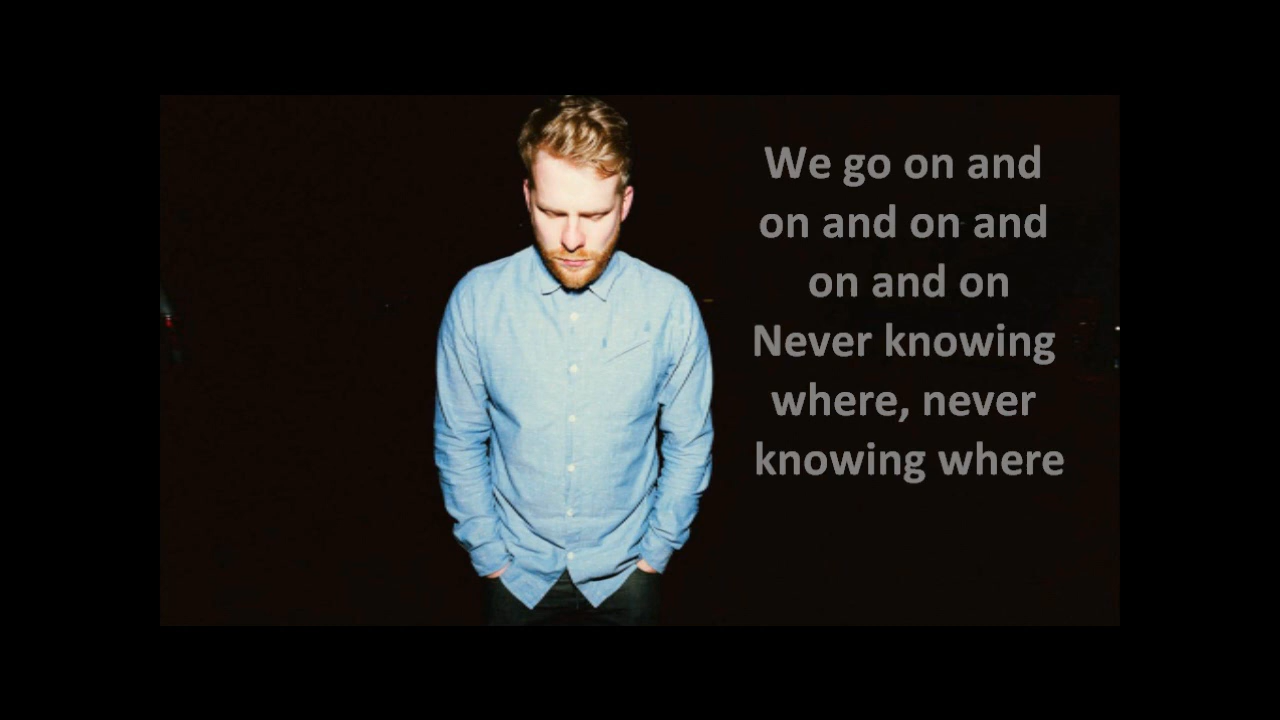 We go on and
on and on and
on and on
Never knowing
where, never
knowing where